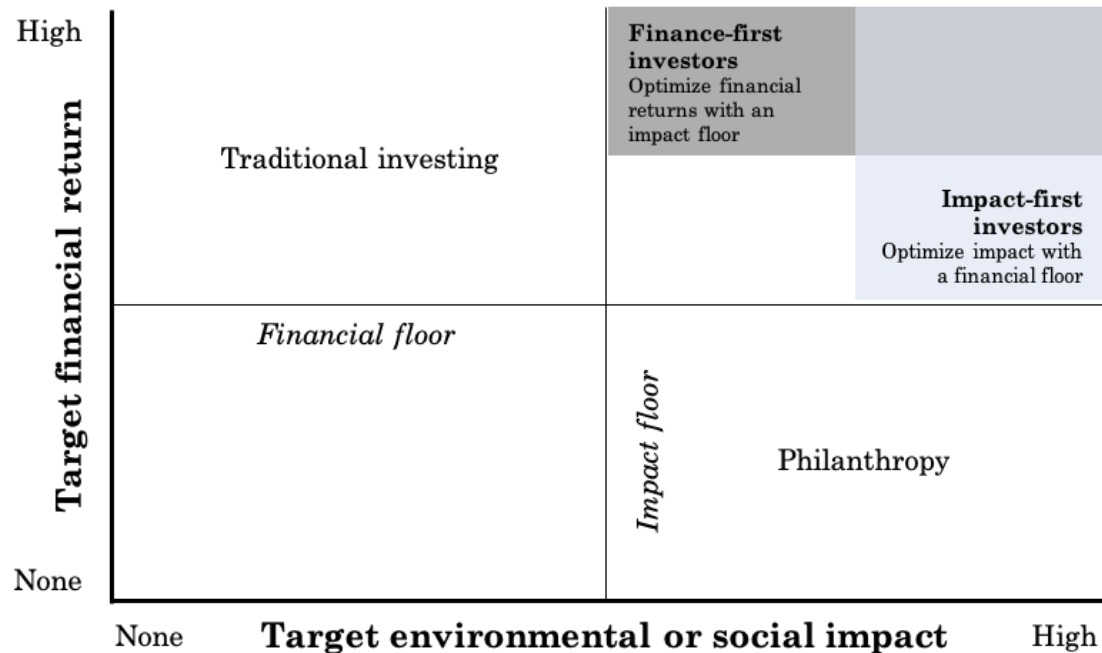 High
Target financial return
None
Traditional investing
Finance-first
investors
Optimize financial
returns with an
impact floor
Impact-first
investors
Optimize impact with
a financial floor
Financial floor
Impact floor
Philanthropy
None
Target environmental or social impact
High